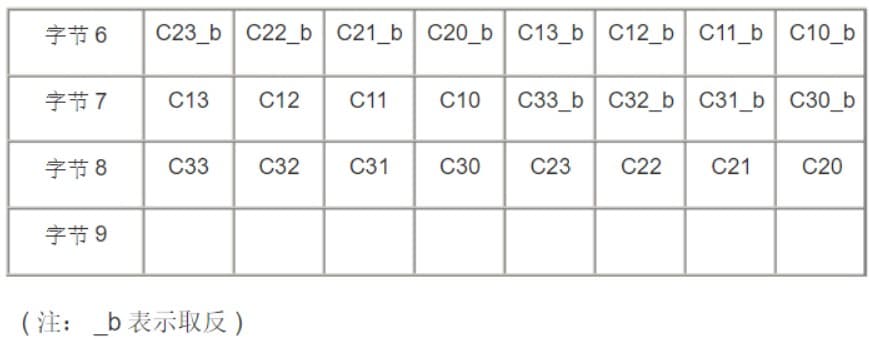 字节 6 C23_b C22_b C21_b C20_b C13_b C12_b C11_b C10_b
字节 7 C13 C12 C11 C10 C33_b C32_b C31_b C30_b
字节 8 C33 C32 C31 C30 C23 C22 C21 C20
字节 9
( 注： _b 表示取反 )